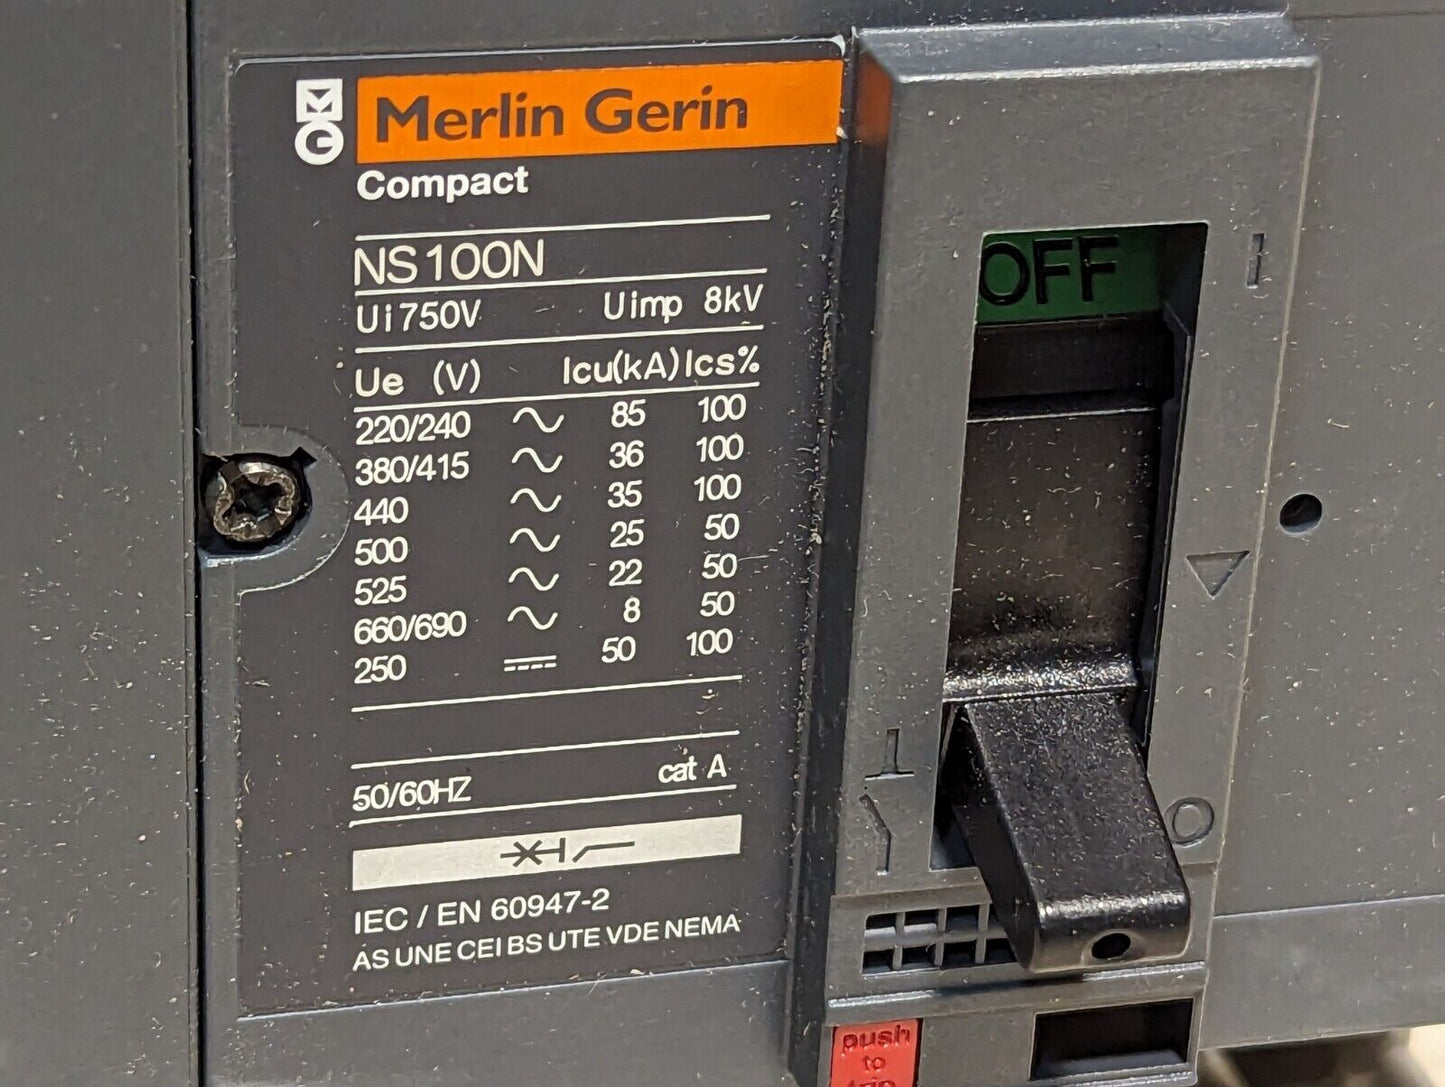 MG
Merlin Gerin
Compact
NS100N
Ui750V Uimp 8kV
Ue (V) Icu(kA) Ics%
220/240 85 100
380/415 36 100
440 35 100
500 25 50
525 22 50
660/690 8 50
250 50 100
50/60HZ cat A
IEC / EN 60947-2
AS UNE CEI BS UTE VDE NEMA
OFF
I
O
push
to
trip